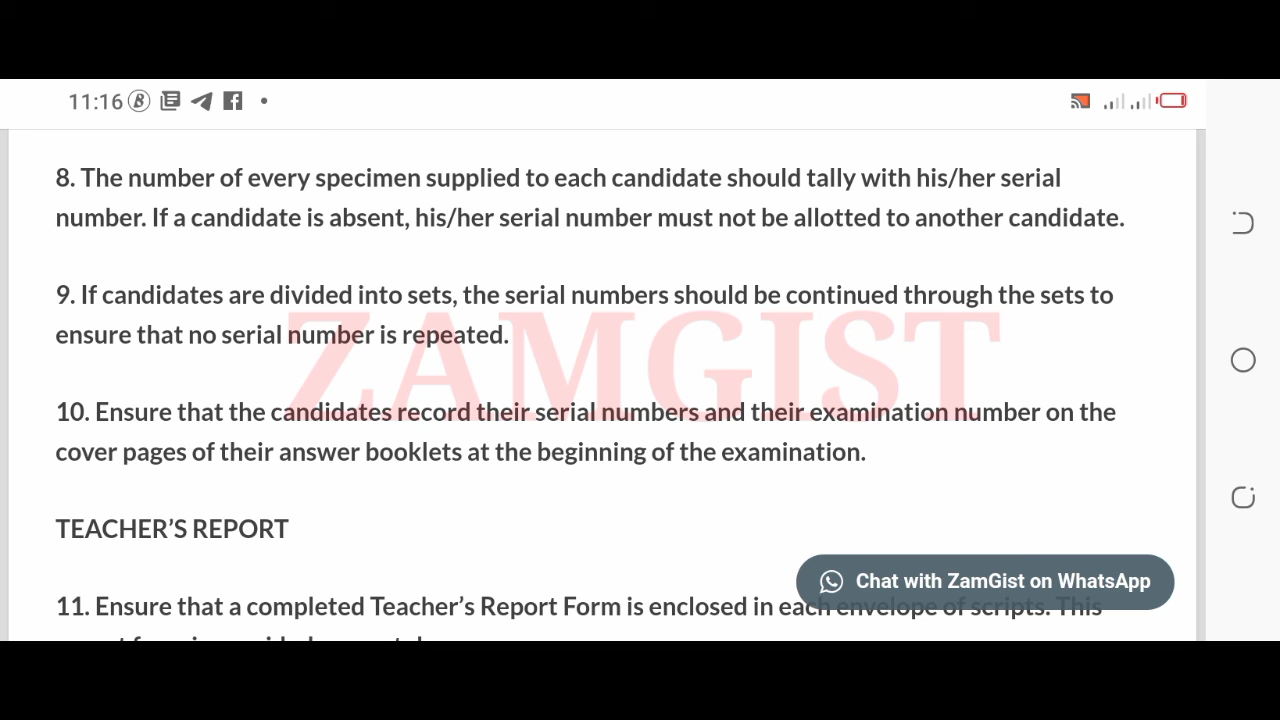 11:16
8. The number of every specimen supplied to each candidate should tally with his/her serial
number. If a candidate is absent, his/her serial number must not be allotted to another candidate.
9. If candidates are divided into sets, the serial numbers should be continued through the sets to
ensure that no serial number is repeated.
ZAMGIST
10. Ensure that the candidates record their serial numbers and their examination number on the
cover pages of their answer booklets at the beginning of the examination.
TEACHER’S REPORT
Chat with ZamGist on WhatsApp
11. Ensure that a completed Teacher’s Report Form is enclosed in each envelope of scripts. This